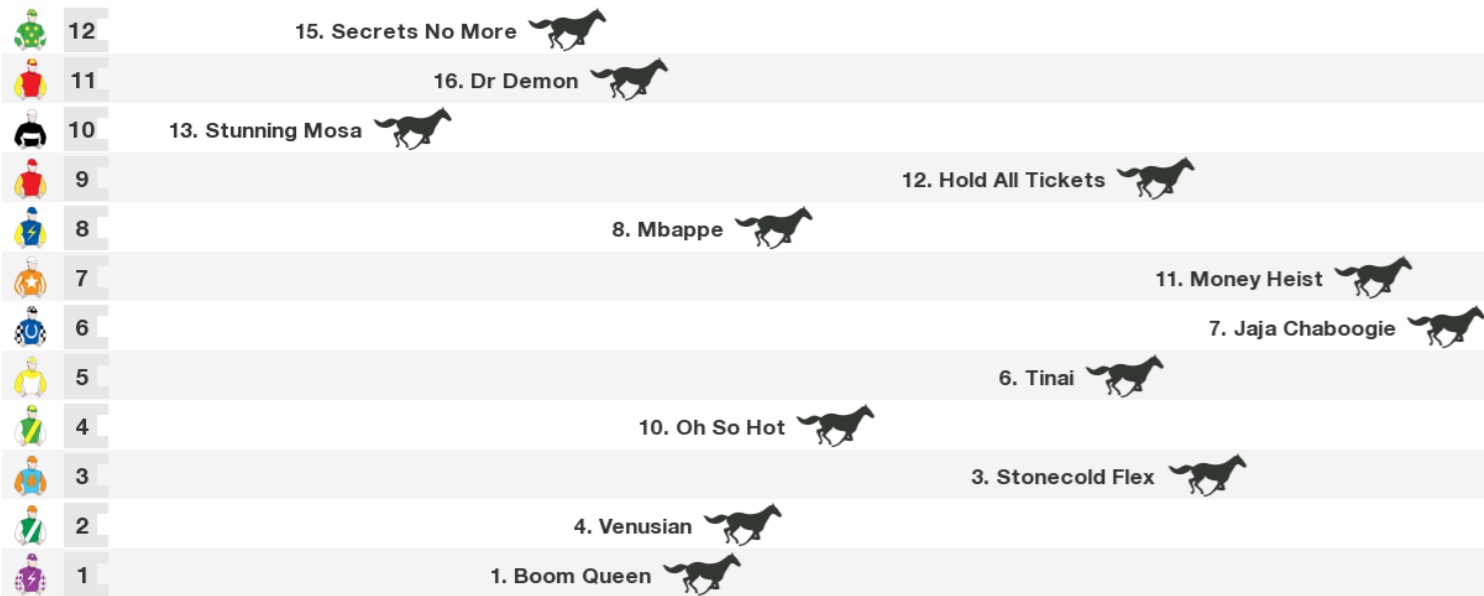 12 15. Secrets No More
11 16. Dr Demon
10 13. Stunning Mosa
9 12. Hold All Tickets
8 8. Mbappe
7 11. Money Heist
6 7. Jaja Chaboogie
5 6. Tinai
4 10. Oh So Hot
3 3. Stonecold Flex
2 4. Venusian
1 1. Boom Queen